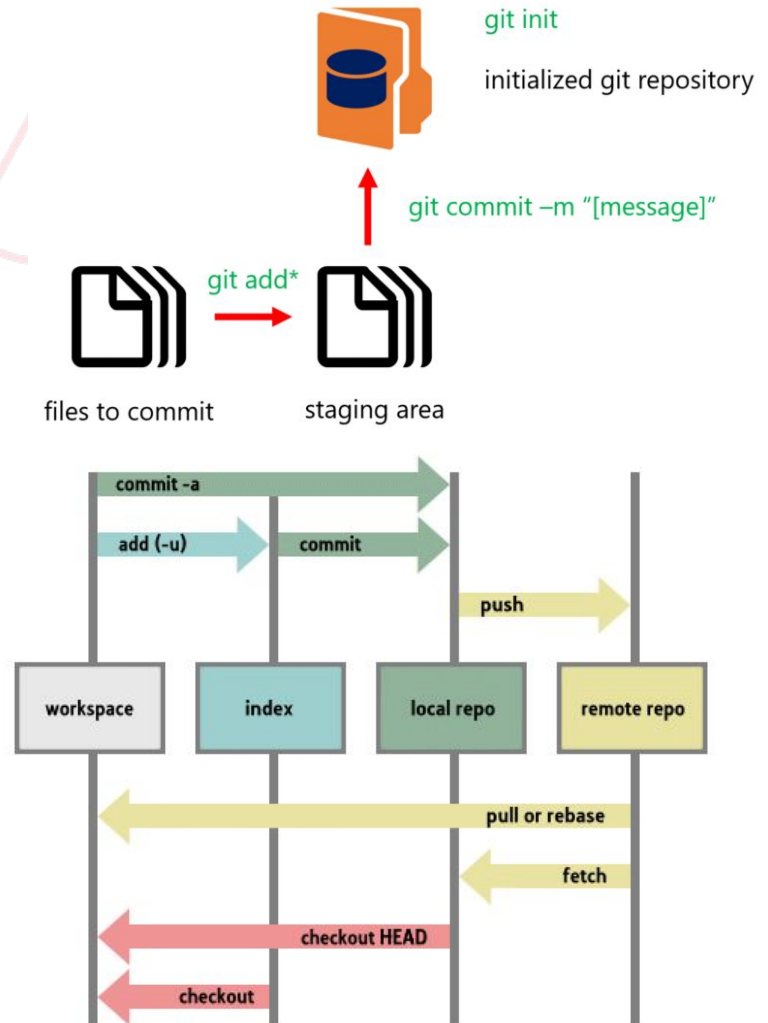 git init
initialized git repository
git commit –m “[message]”
git add*
files to commit
staging area
commit -a
add (-u)
commit
push
workspace
index
local repo
remote repo
pull or rebase
fetch
checkout HEAD
checkout